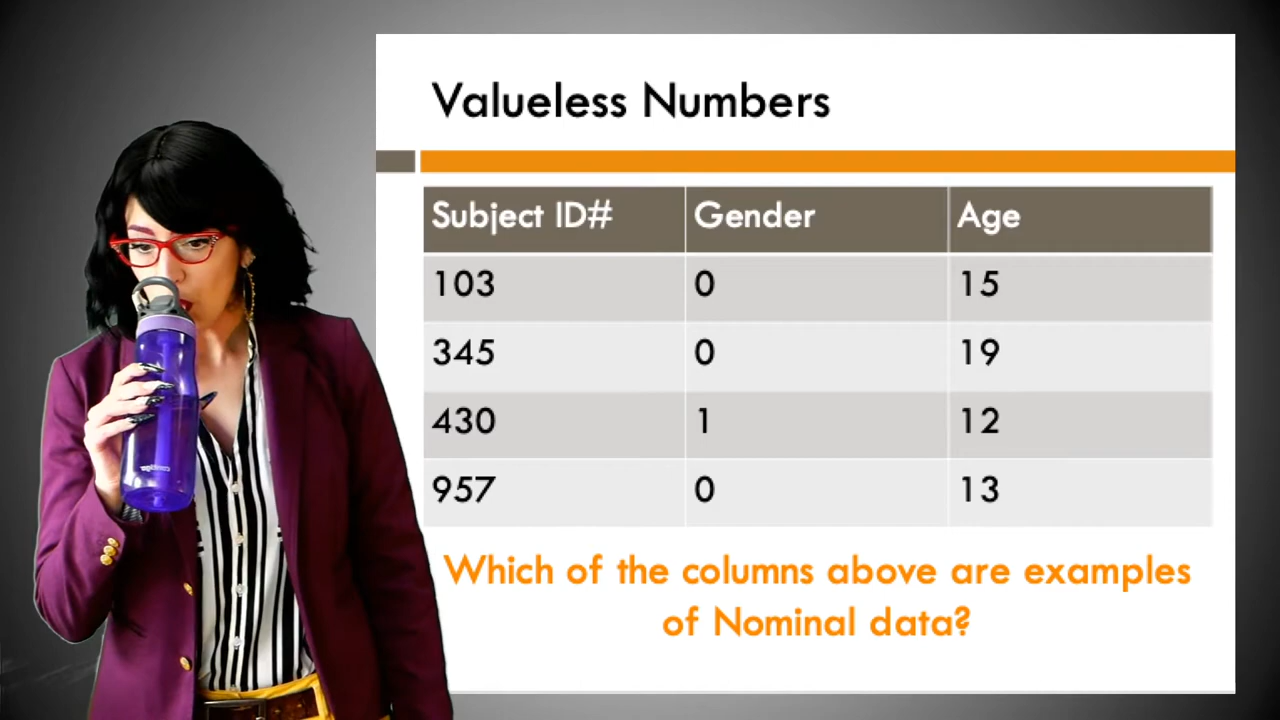 Valueless Numbers
Subject ID# Gender Age
103 0 15
345 0 19
430 1 12
957 0 13
Which of the columns above are examples
of Nominal data?
contigo